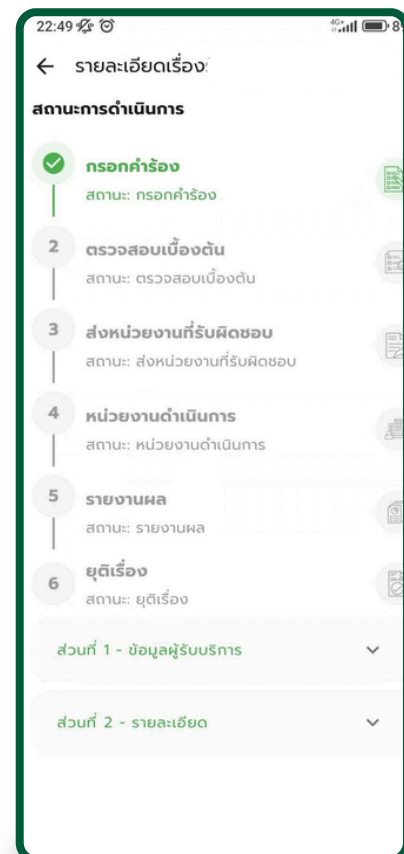 22:49
4G+
รายละเอียดเรื่อง
สถานะการดำเนินการ
กรอกคำร้อง
สถานะ: กรอกคำร้อง
2 ตรวจสอบเบื้องต้น
สถานะ: ตรวจสอบเบื้องต้น
3 ส่งหน่วยงานที่รับผิดชอบ
สถานะ: ส่งหน่วยงานที่รับผิดชอบ
4 หน่วยงานดำเนินการ
สถานะ: หน่วยงานดำเนินการ
5 รายงานผล
สถานะ: รายงานผล
6 ยุติเรื่อง
สถานะ: ยุติเรื่อง
ส่วนที่ 1 - ข้อมูลผู้รับบริการ
ส่วนที่ 2 - รายละเอียด